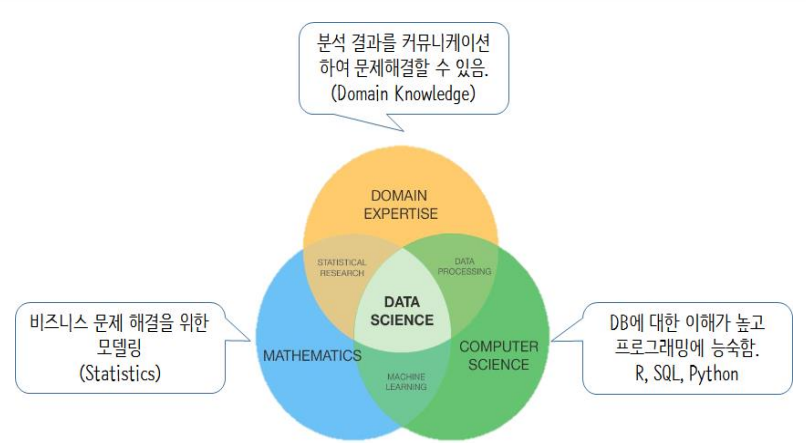 분석 결과를 커뮤니케이션
하여 문제해결할 수 있음.
(Domain Knowledge)
DOMAIN
EXPERTISE
STATISTICAL
RESEARCH
DATA
PROCESSING
DATA
SCIENCE
MATHEMATICS
COMPUTER
SCIENCE
MACHINE
LEARNING
비즈니스 문제 해결을 위한
모델링
(Statistics)
DB에 대한 이해가 높고
프로그래밍에 능숙함.
R, SQL, Python